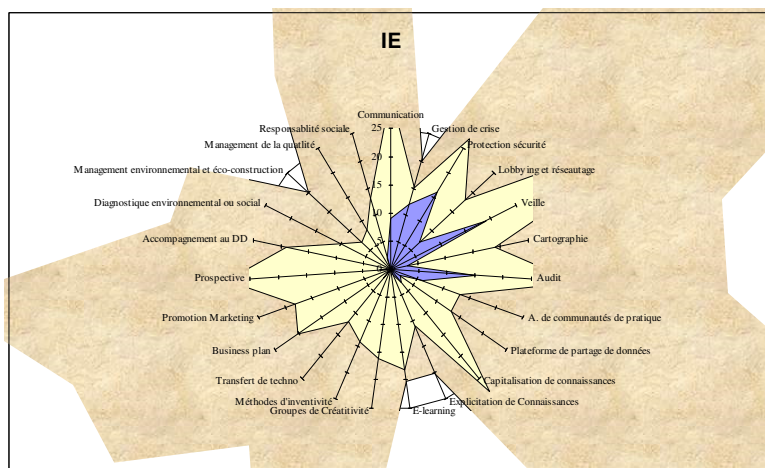 IE
Communication
Gestion de crise
Protection sécurité
Lobbying et réseautage
Veille
Cartographie
Audit
A. de communautés de pratique
Plateforme de partage de données
Capitalisation de connaissances
Explicitation de Connaissances
E-learning
Groupes de Créatitivité
Méthodes d'inventivité
Transfert de techno
Business plan
Promotion Marketing
Prospective
Accompagnement au DD
Diagnostique environemental ou social
Management environnemental et éco-construction
Management de la quatlité
Responsablité sociale
25
20
15
10
5